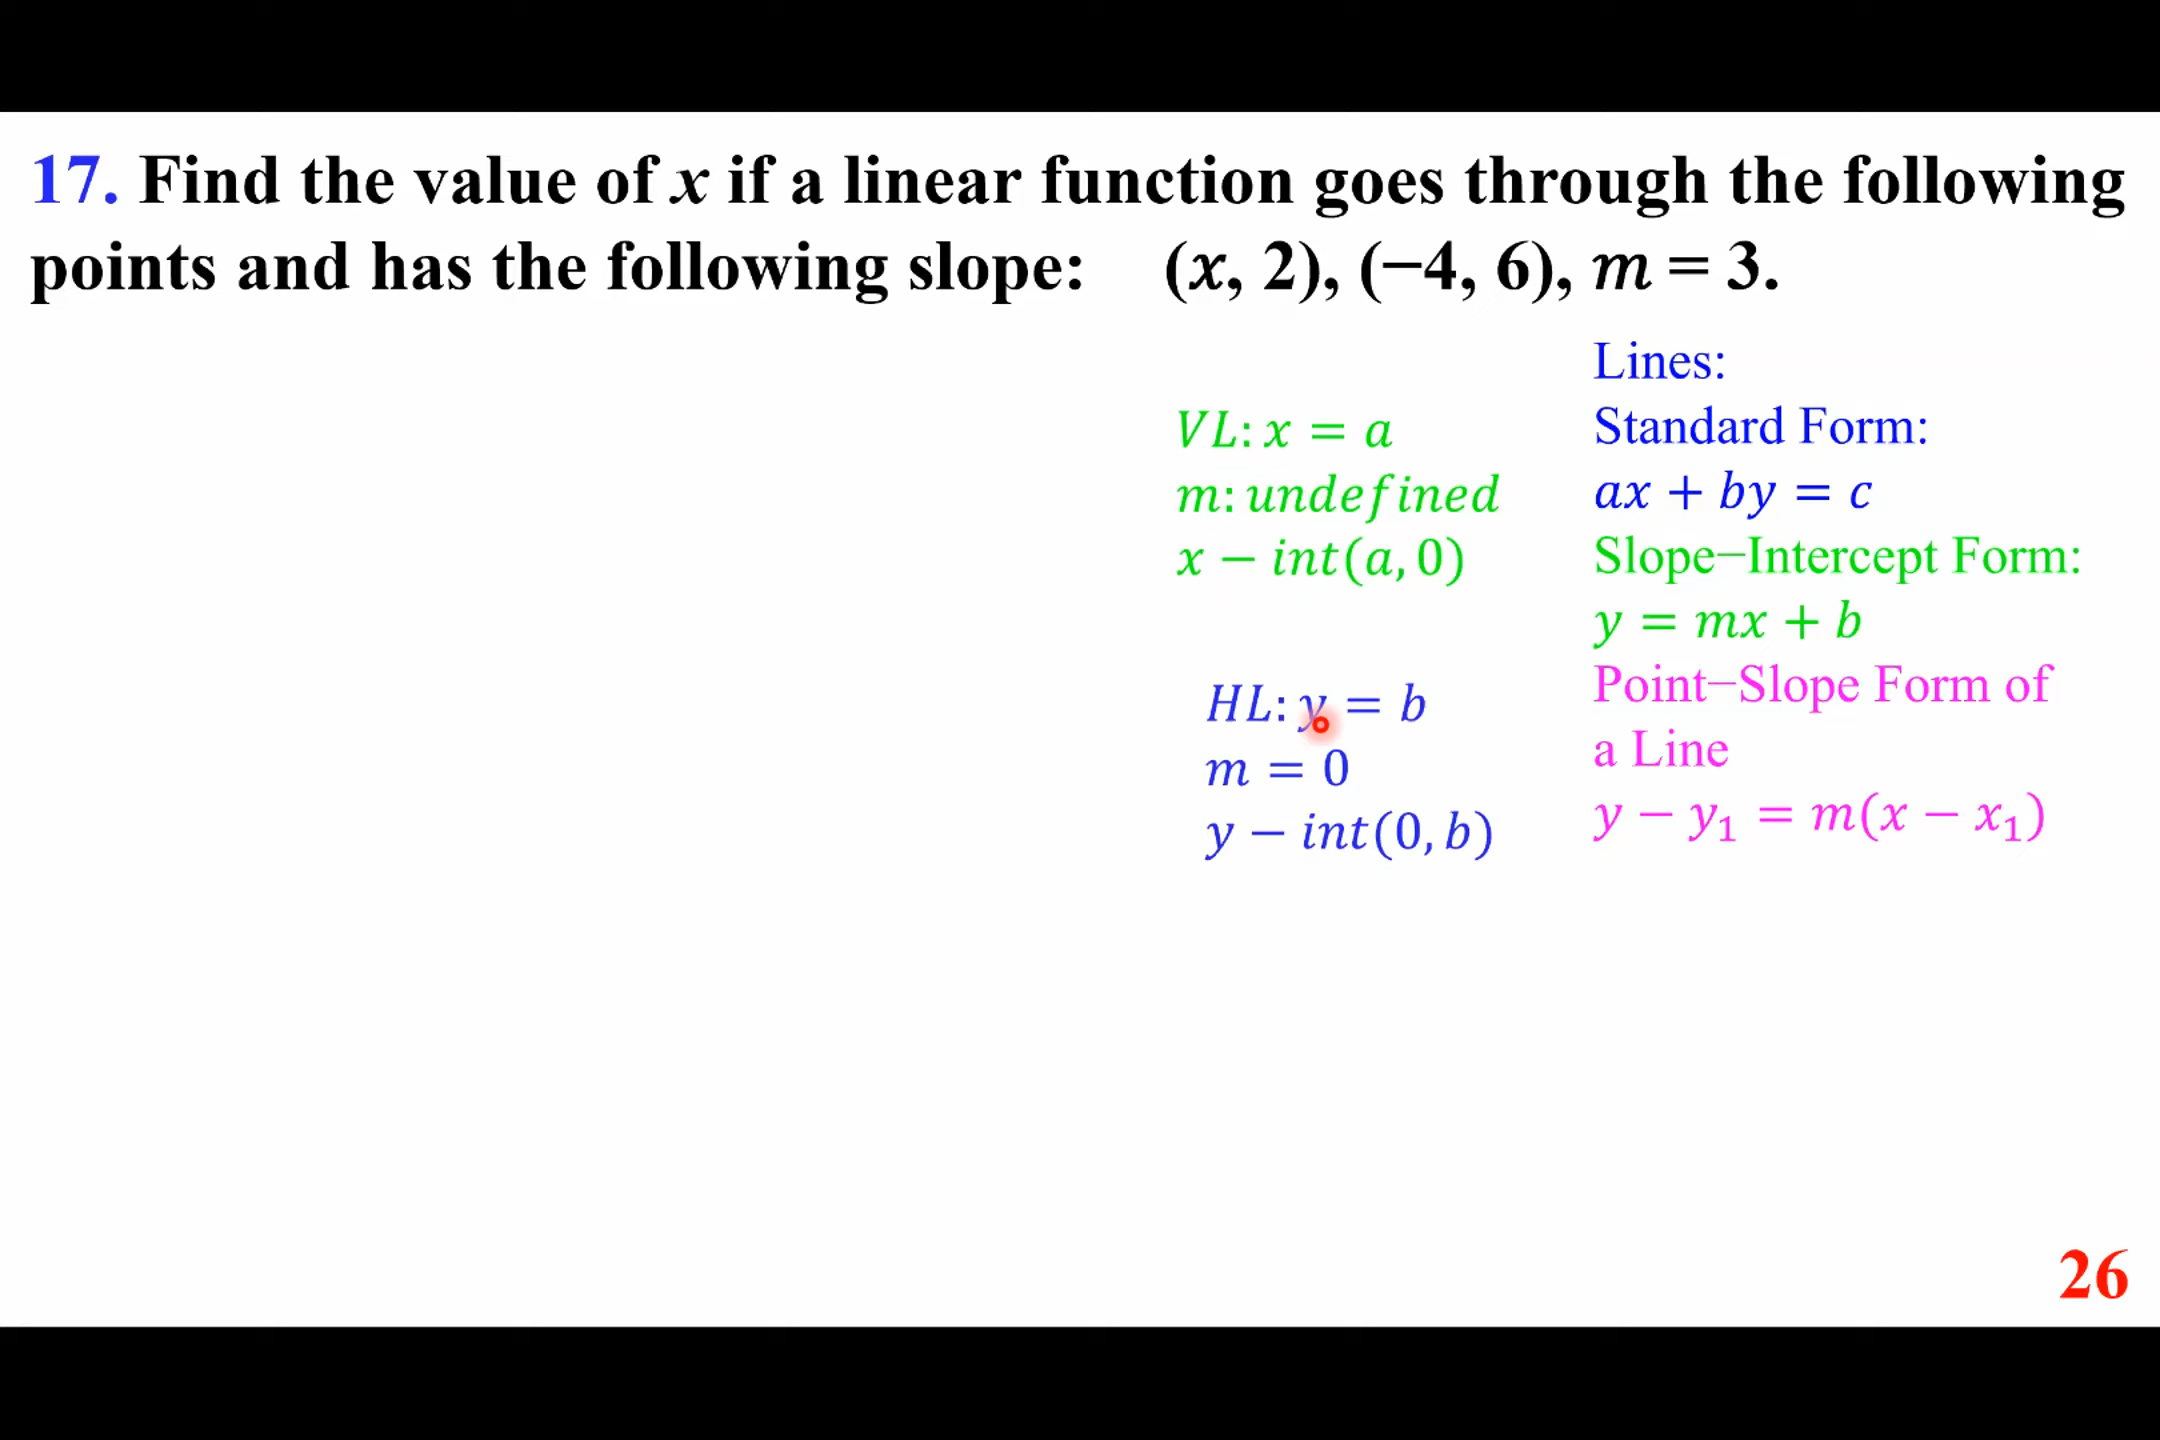 17. Find the value of x if a linear function goes through the following
points and has the following slope: (x, 2), (−4, 6), m = 3.
VL: x = a
m: undefined
x − int(a, 0)
HL: y = b
m = 0
y − int(0, b)
Lines:
Standard Form:
ax + by = c
Slope−Intercept Form:
y = mx + b
Point−Slope Form of
a Line
y − y₁ = m(x − x₁)
26